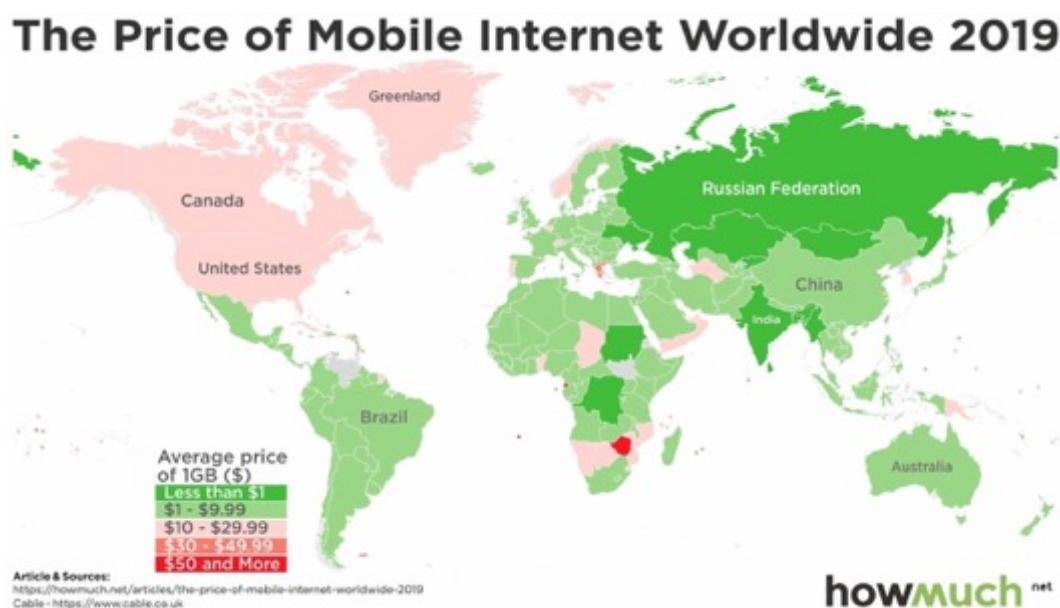 The Price of Mobile Internet Worldwide 2019
Greenland
Canada
Russian Federation
United States
China
India
Brazil
Australia
Average price
of 1GB ($)
Less than $1
$1 - $9.99
$10 - $29.99
$30 - $49.99
$50 and More
Article & Sources:
https://howmuch.net/articles/the-price-of-mobile-internet-worldwide-2019
Cable - https://www.cable.co.uk
howmuch.net